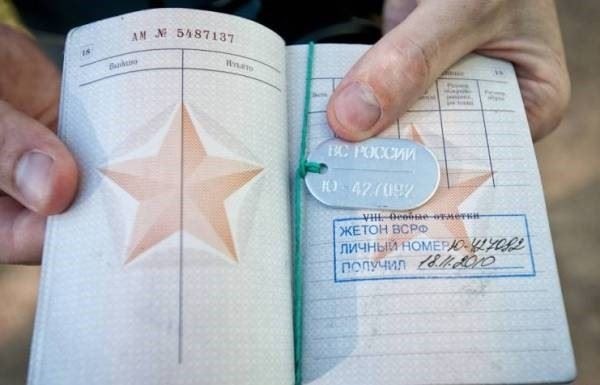 18
АМ № 5487137
Выдано
Изъято
18
ВС РОССИИ
Ю-427092
VIII. Особые отметки
ЖЕТОН ВСРФ
ЛИЧНЫЙ НОМЕР Ю-427092
ПОЛУЧИЛ 18.11.2010